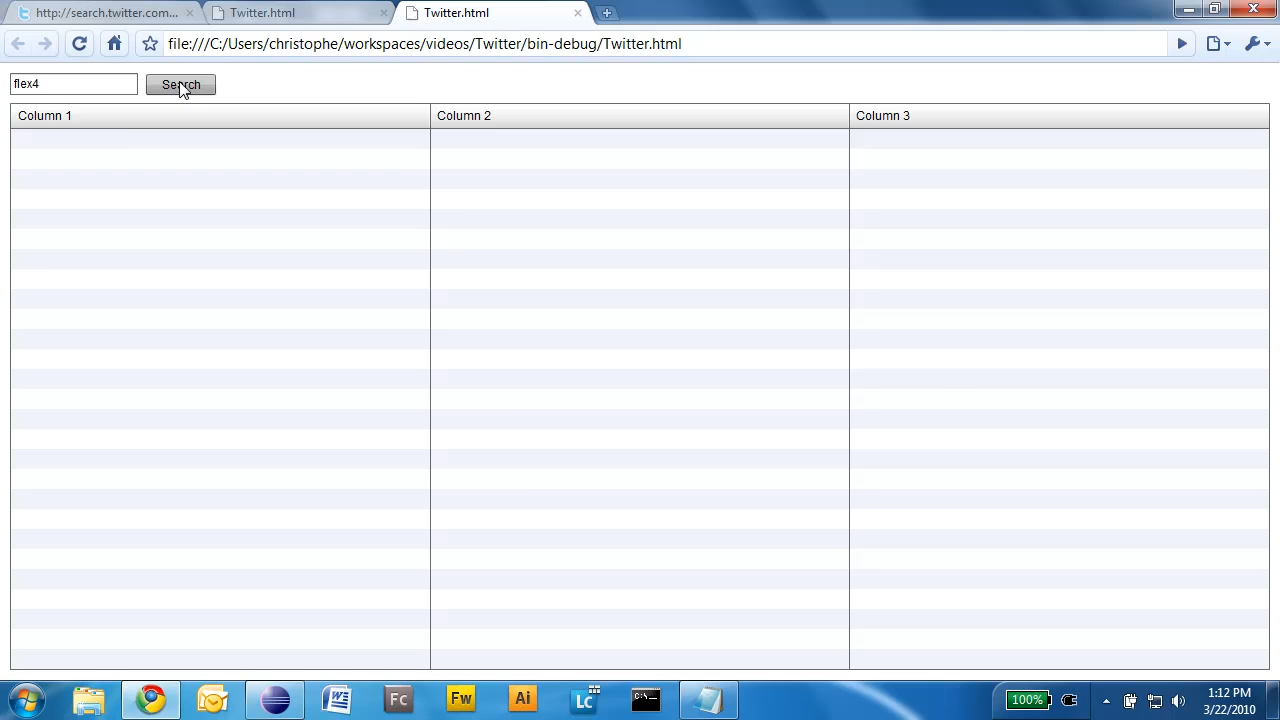 http://search.twitter.com...
Twitter.html
Twitter.html
file:///C:/Users/christophe/workspaces/videos/Twitter/bin-debug/Twitter.html
flex4
Search
Column 1
Column 2
Column 3
Fc
Fw
Ai
Lc
C:\-
100%
1:12 PM
3/22/2010